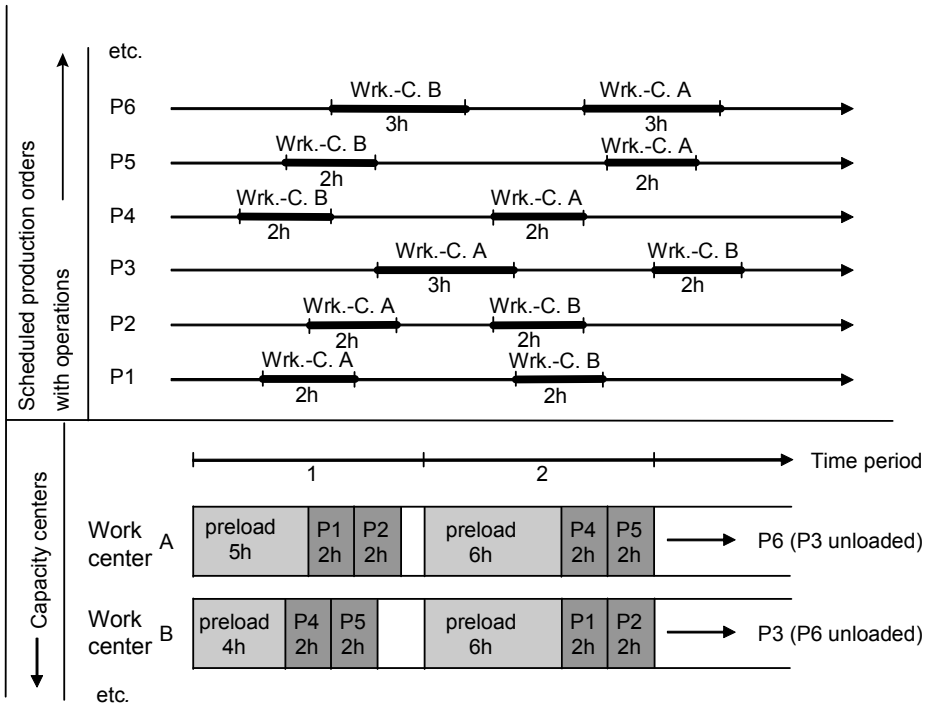 etc.
Scheduled production orders
with operations
P6
Wrk.-C. B
3h
Wrk.-C. A
3h
P5
Wrk.-C. B
2h
Wrk.-C. A
2h
P4
Wrk.-C. B
2h
Wrk.-C. A
2h
P3
Wrk.-C. A
3h
Wrk.-C. B
2h
P2
Wrk.-C. A
2h
Wrk.-C. B
2h
P1
Wrk.-C. A
2h
Wrk.-C. B
2h
Capacity centers
1
2
Time period
Work
center A
preload
5h
P1
2h
P2
2h
preload
6h
P4
2h
P5
2h
P6 (P3 unloaded)
Work
center B
preload
4h
P4
2h
P5
2h
preload
6h
P1
2h
P2
2h
P3 (P6 unloaded)
etc.